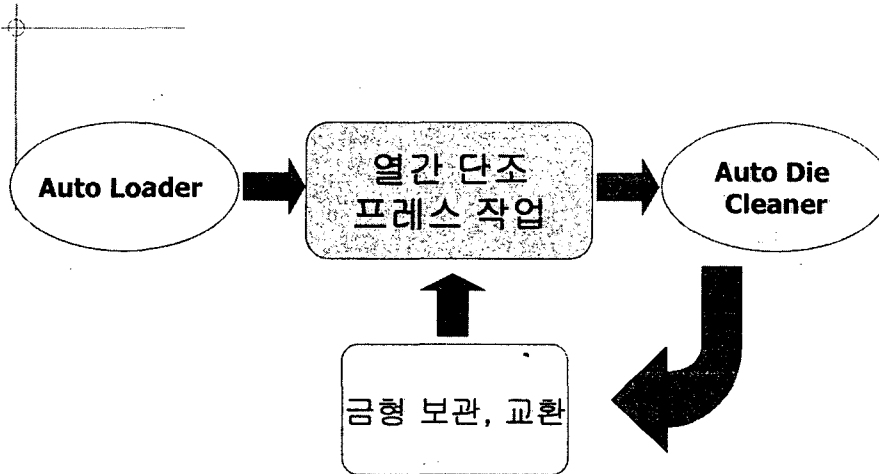 Auto Loader
열간 단조
프레스 작업
Auto Die
Cleaner
금형 보관, 교환